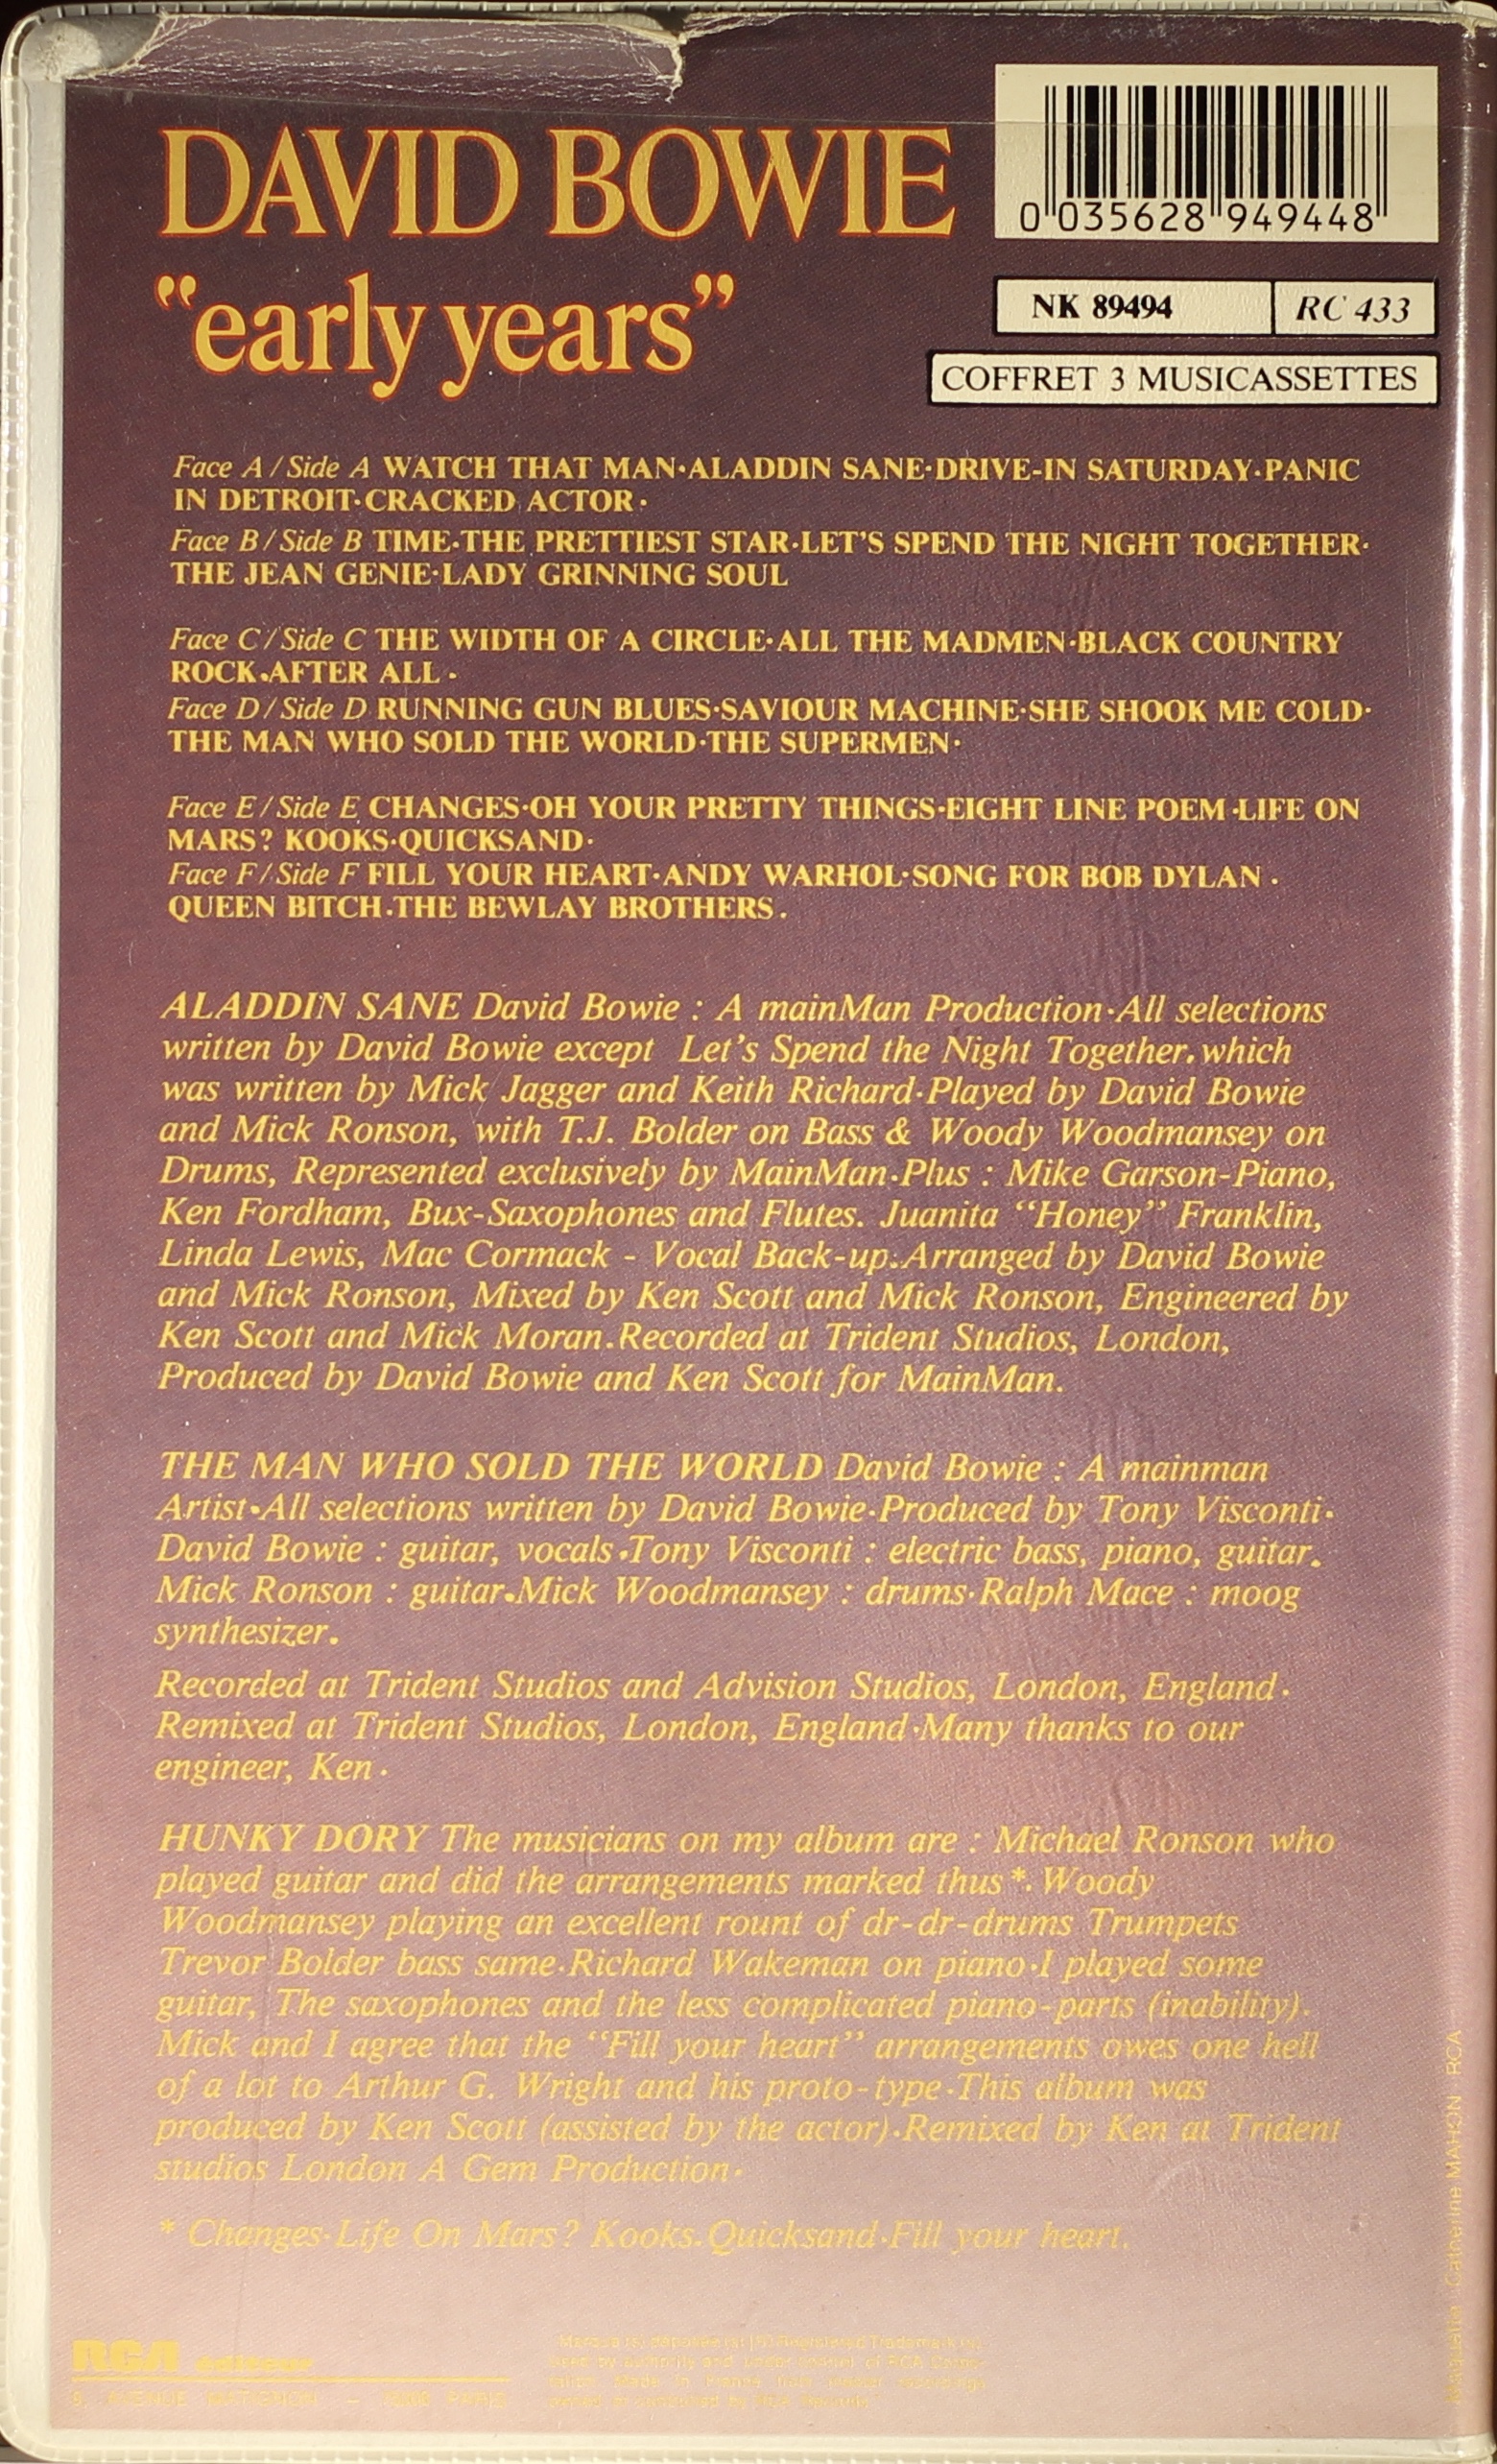 DAVID BOWIE
"early years"
0 035628 949448
NK 89494 RC 433
COFFRET 3 MUSICASSETTES
Face A / Side A WATCH THAT MAN·ALADDIN SANE·DRIVE-IN SATURDAY·PANIC
IN DETROIT·CRACKED ACTOR·
Face B / Side B TIME·THE PRETTIEST STAR·LET'S SPEND THE NIGHT TOGETHER·
THE JEAN GENIE·LADY GRINNING SOUL
Face C / Side C THE WIDTH OF A CIRCLE·ALL THE MADMEN·BLACK COUNTRY
ROCK·AFTER ALL·
Face D / Side D RUNNING GUN BLUES·SAVIOUR MACHINE·SHE SHOOK ME COLD·
THE MAN WHO SOLD THE WORLD·THE SUPERMEN·
Face E / Side E CHANGES·OH YOUR PRETTY THINGS·EIGHT LINE POEM·LIFE ON
MARS? KOOKS·QUICKSAND·
Face F / Side F FILL YOUR HEART·ANDY WARHOL·SONG FOR BOB DYLAN ·
QUEEN BITCH·THE BEWLAY BROTHERS.
ALADDIN SANE David Bowie : A mainMan Production·All selections
written by David Bowie except Let's Spend the Night Together. which
was written by Mick Jagger and Keith Richard·Played by David Bowie
and Mick Ronson, with T.J. Bolder on Bass & Woody Woodmansey on
Drums, Represented exclusively by MainMan·Plus : Mike Garson-Piano,
Ken Fordham, Bux-Saxophones and Flutes. Juanita "Honey" Franklin,
Linda Lewis, Mac Cormack - Vocal Back-up.·Arranged by David Bowie
and Mick Ronson, Mixed by Ken Scott and Mick Ronson, Engineered by
Ken Scott and Mick Moran.Recorded at Trident Studios, London,
Produced by David Bowie and Ken Scott for MainMan.
THE MAN WHO SOLD THE WORLD David Bowie : A mainman
Artist·All selections written by David Bowie·Produced by Tony Visconti·
David Bowie : guitar, vocals·Tony Visconti : electric bass, piano, guitar.
Mick Ronson : guitar·Mick Woodmansey : drums·Ralph Mace : moog
synthesizer.
Recorded at Trident Studios and Advision Studios, London, England·
Remixed at Trident Studios, London, England·Many thanks to our
engineer, Ken·
HUNKY DORY The musicians on my album are : Michael Ronson who
played guitar and did the arrangements marked thus *. Woody
Woodmansey playing an excellent rount of dr-dr-drums Trumpets
Trevor Bolder bass same·Richard Wakeman on piano·I played some
guitar, The saxophones and the less complicated piano-parts (inability).
Mick and I agree that the "Fill your heart" arrangements owes one hell
of a lot to Arthur G. Wright and his proto-type·This album was
produced by Ken Scott (assisted by the actor)·Remixed by Ken at Trident
studios London A Gem Production·
* Changes·Life On Mars? Kooks·Quicksand·Fill your heart.
RCA éditeur
9, AVENUE MATIGNON - 75008 PARIS
Maquette : Catherine MAHON - RCA